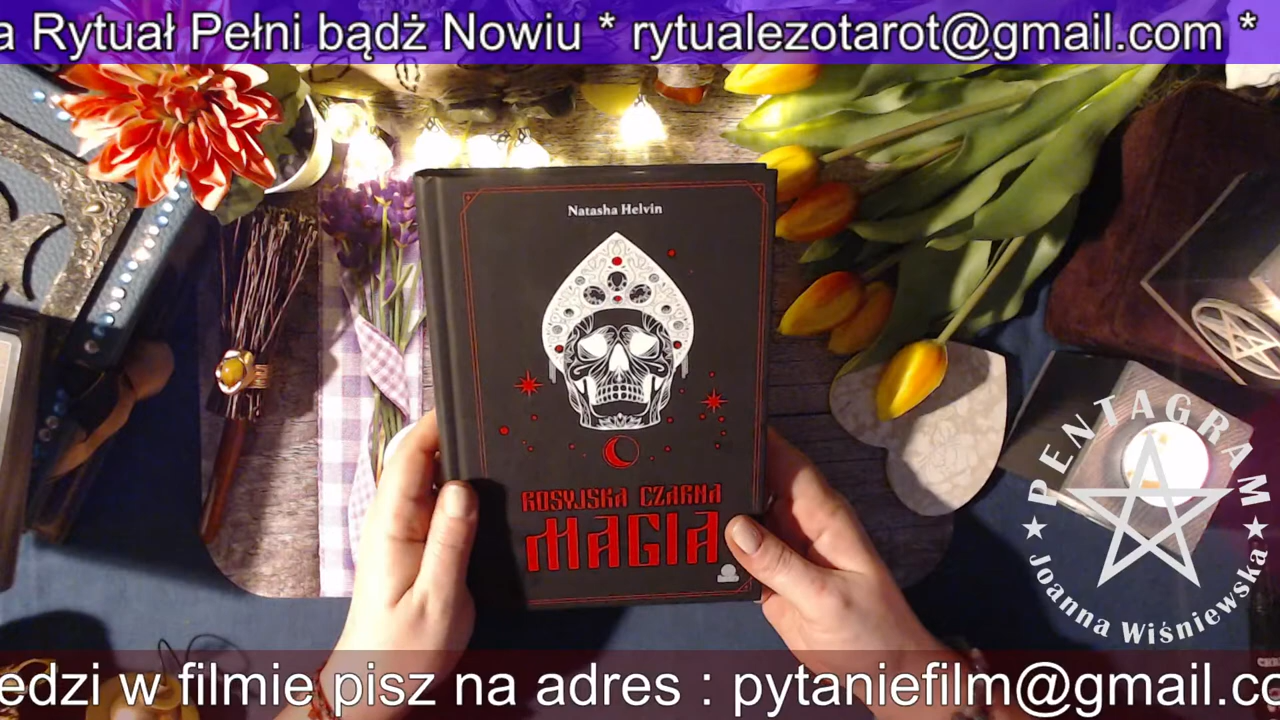 a Rytuał Pełni bądź Nowiu * rytualezotarot@gmail.com *
Natasha Helvin
ROSYJSKA CZARNA
MAGIA
PENTAGRAM
Joanna Wiśniewska
edzi w filmie pisz na adres : pytaniefilm@gmail.co